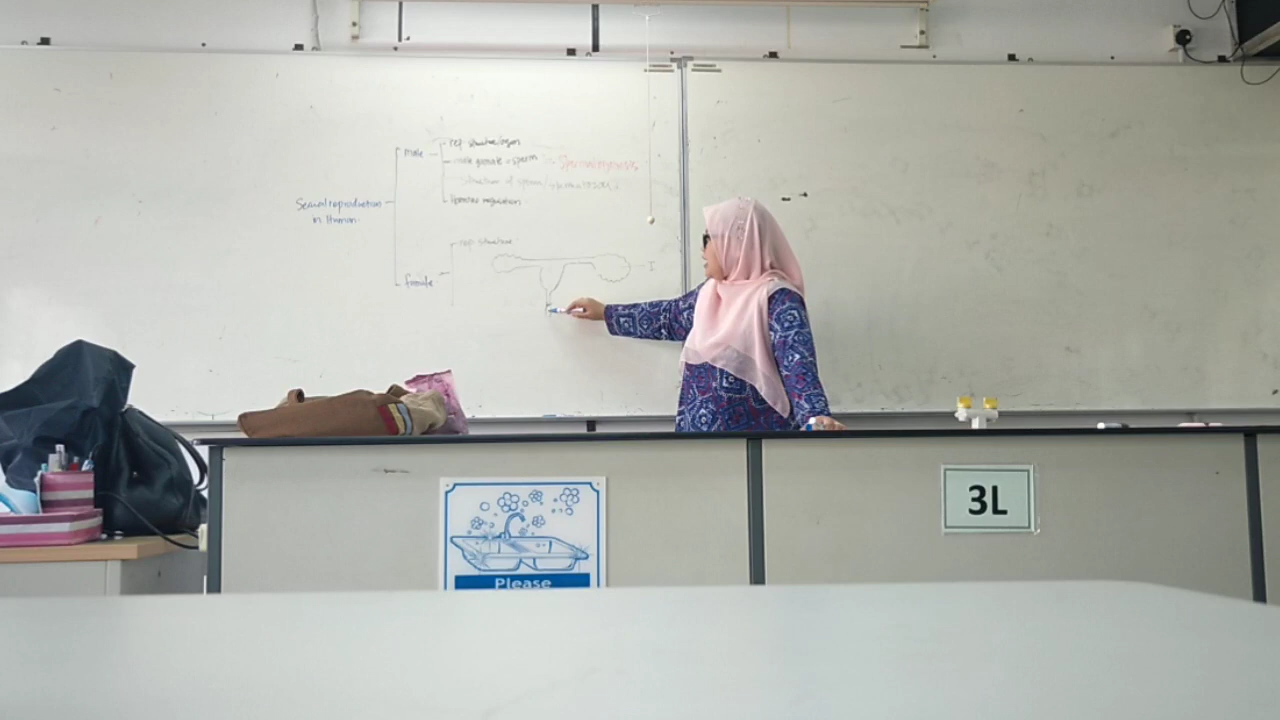 male
rep structure/organ
male gamete = sperm = Spermatogenesis
structure of sperm/
Hormonal regulation
Sexual reproduction
in Human.
rep structure
female
I
3L
Please